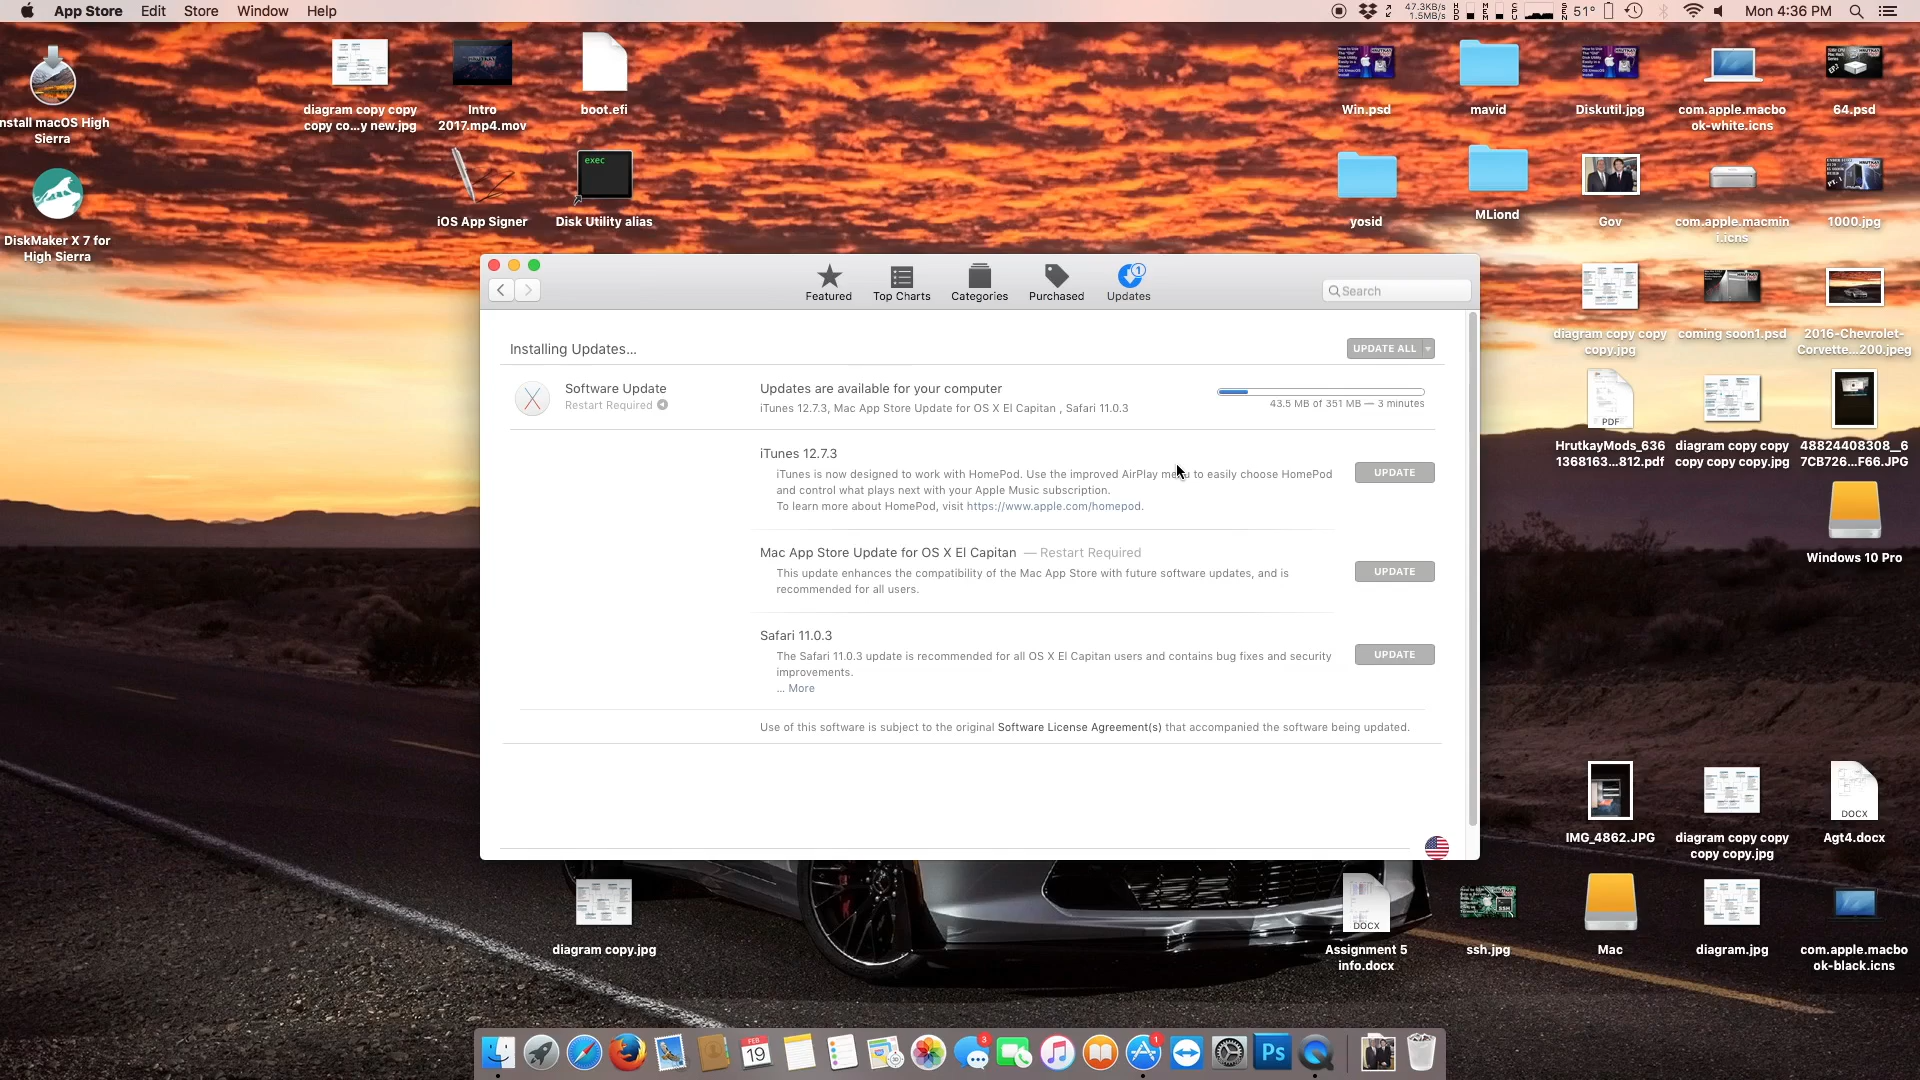 App Store Edit Store Window Help
47.3KB/s
1.5MB/s
51°
Mon 4:36 PM
nstall macOS High
Sierra
diagram copy copy
copy co...y new.jpg
Intro
2017.mp4.mov
boot.efi
Win.psd
mavid
Diskutil.jpg
com.apple.macbo
ok-white.icns
64.psd
DiskMaker X 7 for
High Sierra
iOS App Signer
exec
Disk Utility alias
yosid
MLiond
Gov
com.apple.macmin
i.icns
1000.jpg
Featured
Top Charts
Categories
Purchased
1
Updates
Search
diagram copy copy
copy.jpg
coming soon1.psd
2016-Chevrolet-
Corvette...200.jpeg
Installing Updates...
UPDATE ALL
Software Update
Restart Required
Updates are available for your computer
iTunes 12.7.3, Mac App Store Update for OS X El Capitan , Safari 11.0.3
43.5 MB of 351 MB — 3 minutes
iTunes 12.7.3
iTunes is now designed to work with HomePod. Use the improved AirPlay menu to easily choose HomePod
and control what plays next with your Apple Music subscription.
To learn more about HomePod, visit https://www.apple.com/homepod.
UPDATE
Mac App Store Update for OS X El Capitan — Restart Required
This update enhances the compatibility of the Mac App Store with future software updates, and is
recommended for all users.
UPDATE
Safari 11.0.3
The Safari 11.0.3 update is recommended for all OS X El Capitan users and contains bug fixes and security
improvements.
... More
UPDATE
Use of this software is subject to the original Software License Agreement(s) that accompanied the software being updated.
PDF
HrutkayMods_636
1368163...812.pdf
diagram copy copy
copy copy copy.jpg
48824408308__6
7CB726...F66.JPG
Windows 10 Pro
IMG_4862.JPG
diagram copy copy
copy copy.jpg
DOCX
Agt4.docx
diagram copy.jpg
DOCX
Assignment 5
info.docx
SSH
ssh.jpg
Mac
diagram.jpg
com.apple.macbo
ok-black.icns
FEB
19
3
1
Ps